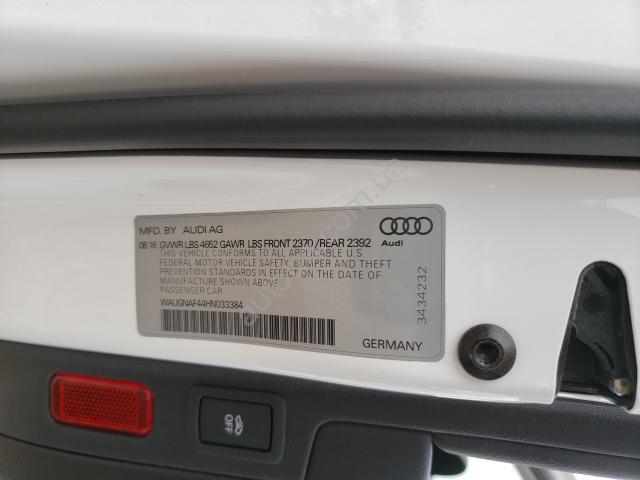 MFD. BY AUDI AG
08.16 GVWR LBS 4652 GAWR LBS FRONT 2370 / REAR 2392
THIS VEHICLE CONFORMS TO ALL APPLICABLE U.S
FEDERAL MOTOR VEHICLE SAFETY, BUMPER AND THEFT
PREVENTION STANDARDS IN EFFECT ON THE DATE OF
MANUFACTURE SHOWN ABOVE.
PASSENGER CAR
WAUGNAF44HN033384
GERMANY
Audi
3434232
OFF